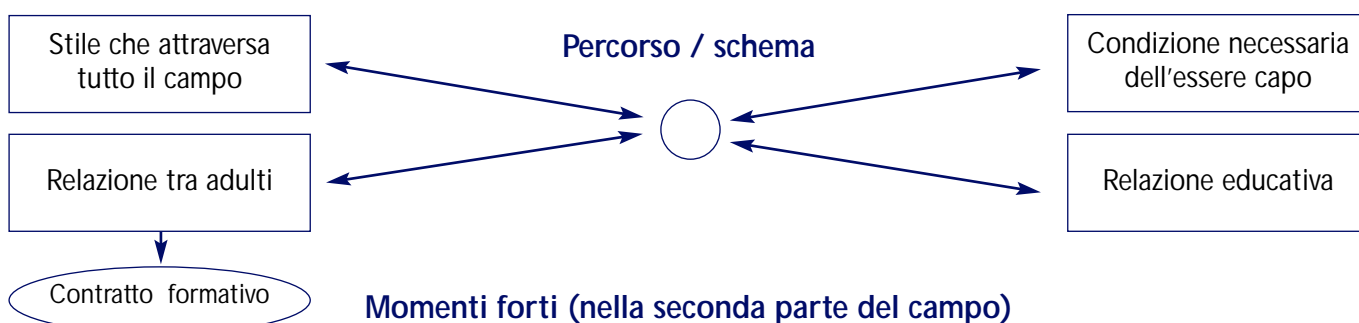 Stile che attraversa
tutto il campo
Percorso / schema
Condizione necessaria
dell'essere capo
Relazione tra adulti
Relazione educativa
Contratto formativo
Momenti forti (nella seconda parte del campo)